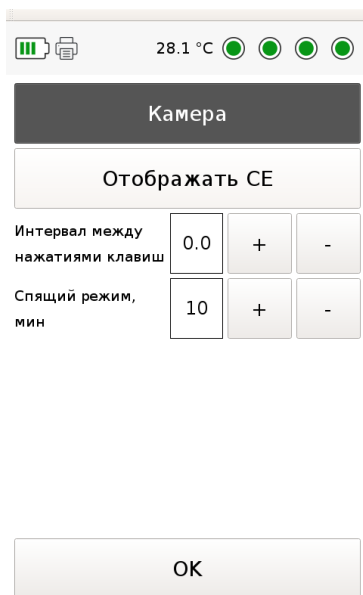 28.1 °C
Камера
Отображать CE
Интервал между
нажатиями клавиш
0.0
+
-
Спящий режим,
мин
10
+
-
OK